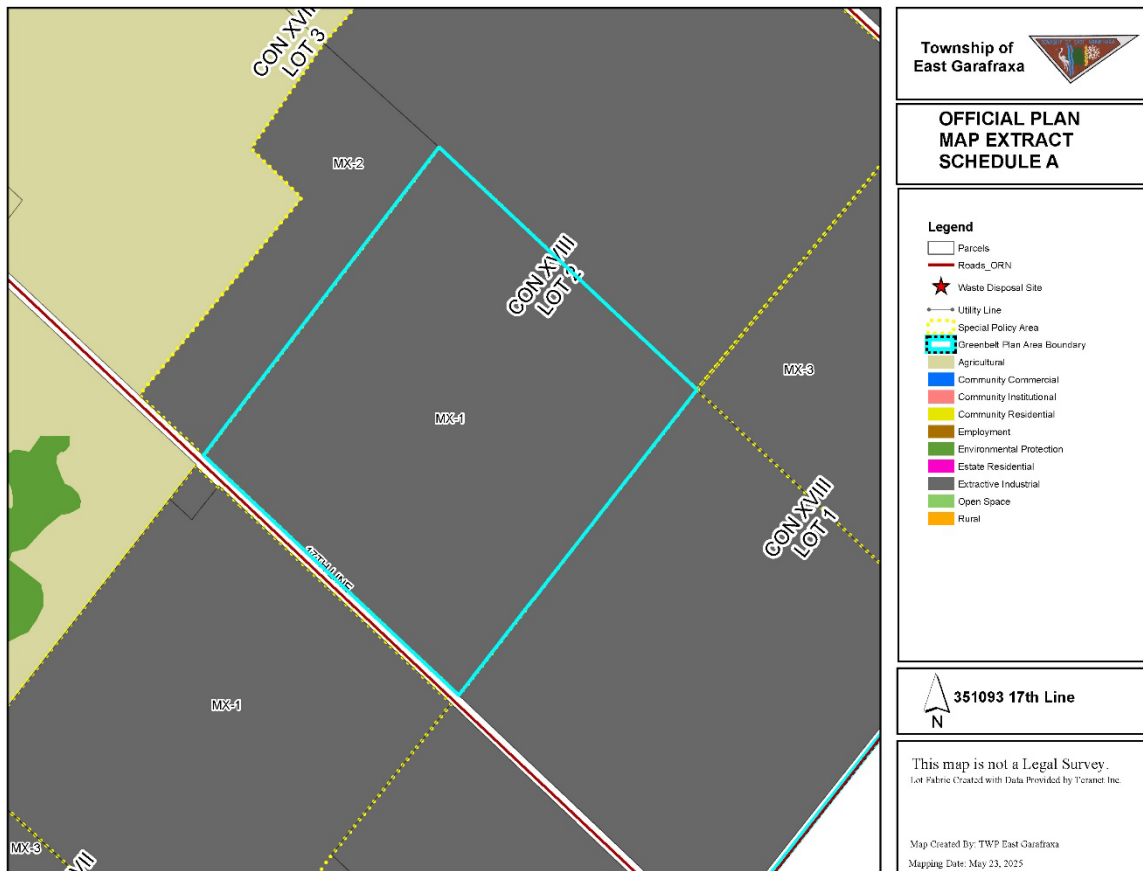 CON XVIII
LOT 3
MX-2
CON XVIII
LOT 2
MX-3
MX-1
CON XVIII
LOT 1
17TH LINE
MX-1
MX-3
Township of
East Garafraxa
OFFICIAL PLAN
MAP EXTRACT
SCHEDULE A
Legend
Parcels
Roads_ORN
Waste Disposal Site
Utility Line
Special Policy Area
Greenbelt Plan Area Boundary
Agricultural
Community Commercial
Community Institutional
Community Residential
Employment
Environmental Protection
Estate Residential
Extractive Industrial
Open Space
Rural
N
351093 17th Line
This map is not a Legal Survey.
Lot Fabric Created with Data Provided by Teranet Inc.
Map Created By: TWP East Garafraxa
Mapping Date: May 23, 2025